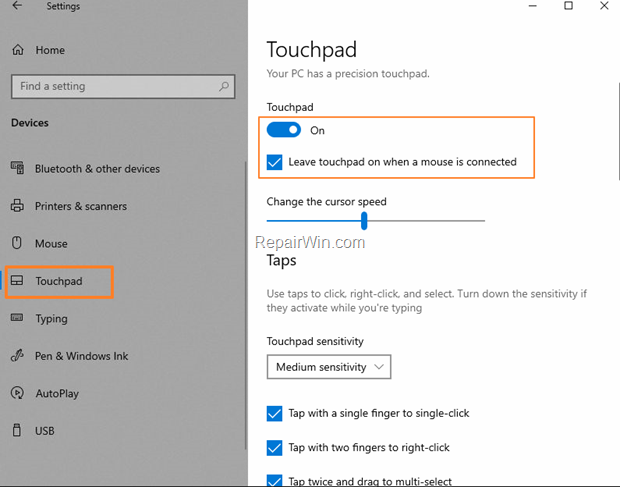 Settings
Home
Find a setting
Devices
Bluetooth & other devices
Printers & scanners
Mouse
Touchpad
Typing
Pen & Windows Ink
AutoPlay
USB
Touchpad
Your PC has a precision touchpad.
Touchpad
On
Leave touchpad on when a mouse is connected
Change the cursor speed
RepairWin.com
Taps
Use taps to click, right-click, and select. Turn down the sensitivity if
they activate while you're typing
Touchpad sensitivity
Medium sensitivity
Tap with a single finger to single-click
Tap with two fingers to right-click
Tap twice and drag to multi-select